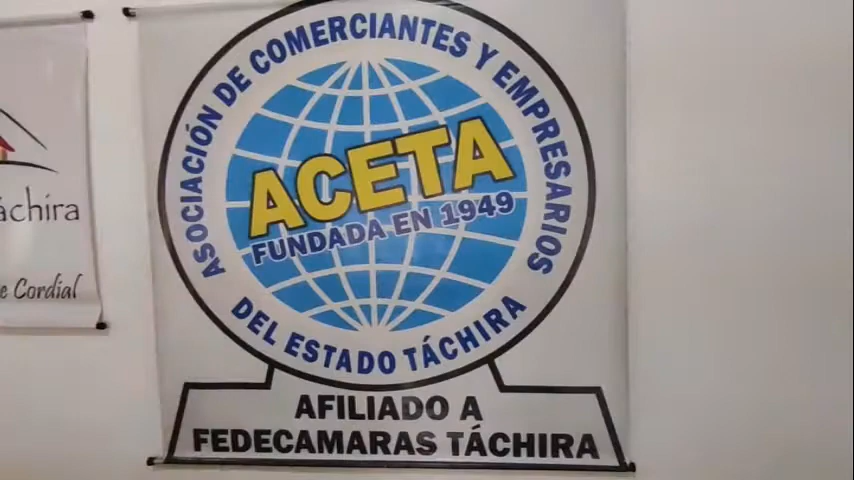 ASOCIACIÓN DE COMERCIANTES Y EMPRESARIOS
ACETA
FUNDADA EN 1949
DEL ESTADO TÁCHIRA
AFILIADO A
FEDECAMARAS TÁCHIRA
áchira
e Cordial